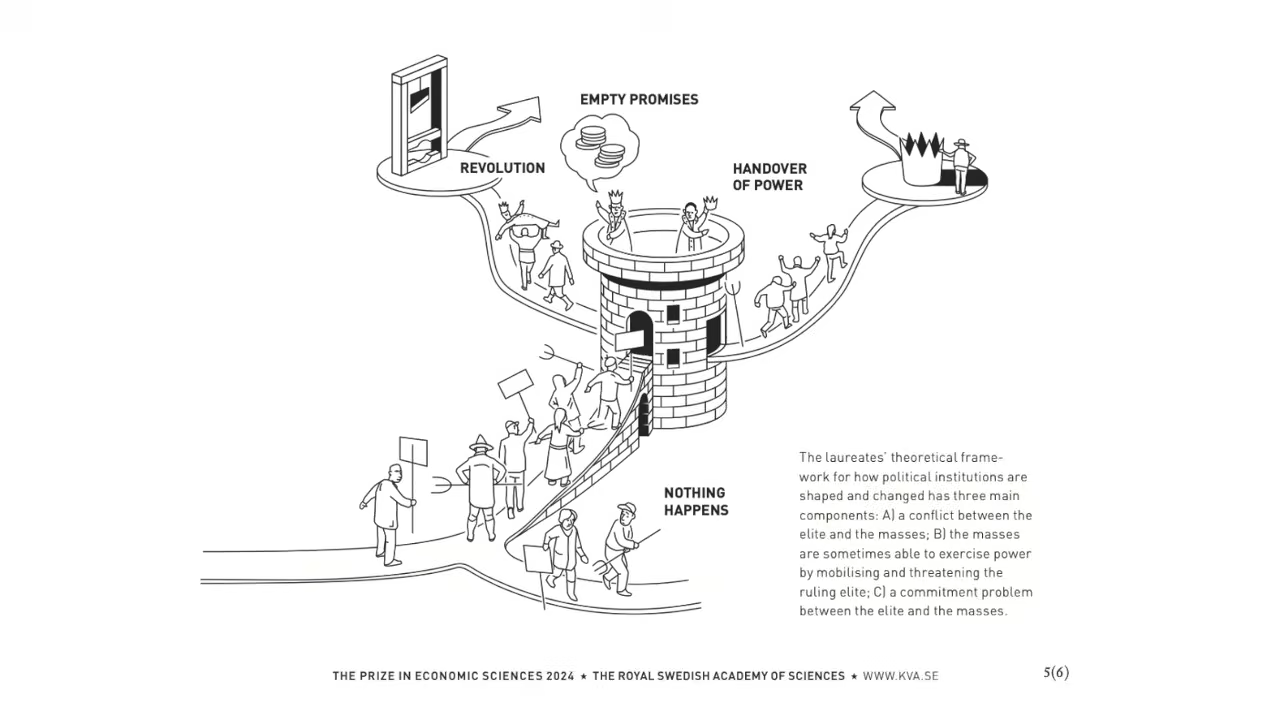 EMPTY PROMISES
REVOLUTION
HANDOVER
OF POWER
NOTHING
HAPPENS
The laureates’ theoretical frame-
work for how political institutions are
shaped and changed has three main
components: A) a conflict between the
elite and the masses; B) the masses
are sometimes able to exercise power
by mobilising and threatening the
ruling elite; C) a commitment problem
between the elite and the masses.
THE PRIZE IN ECONOMIC SCIENCES 2024 ★ THE ROYAL SWEDISH ACADEMY OF SCIENCES ★ WWW.KVA.SE
5(6)